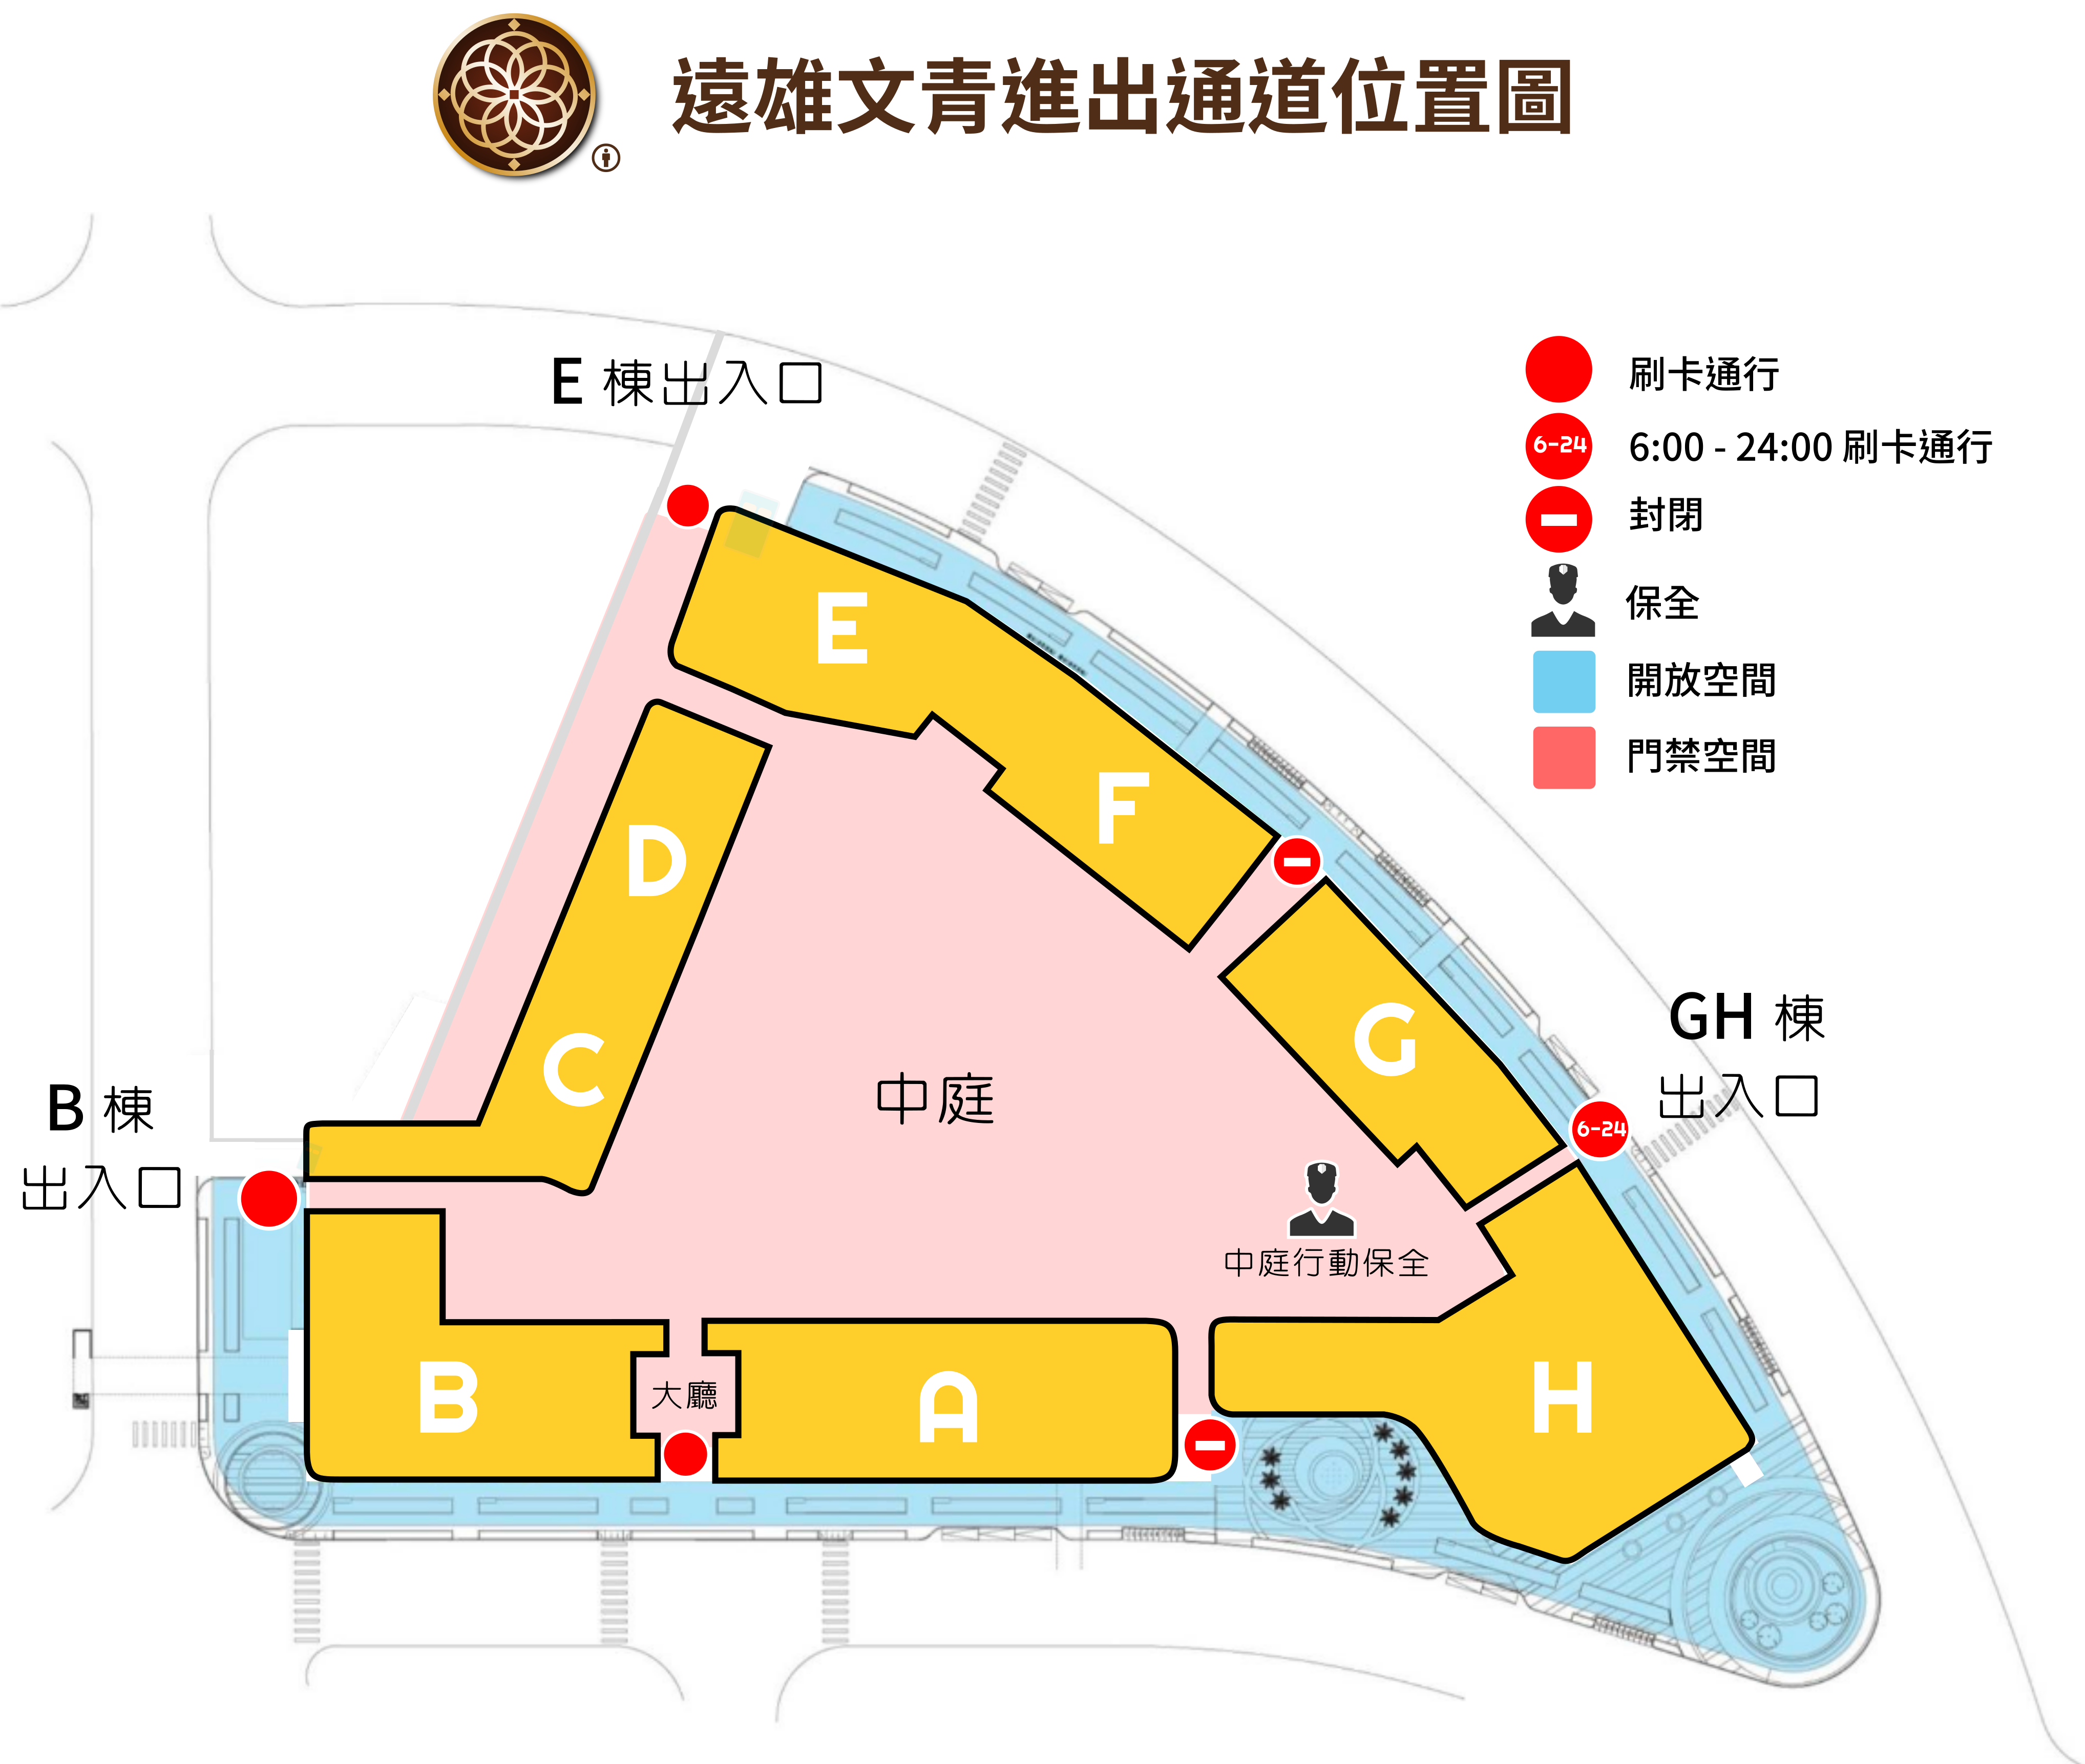 遠雄文青進出通道位置圖
E 棟出入口
刷卡通行
6-24
6:00 - 24:00 刷卡通行
封閉
保全
開放空間
門禁空間
E
F
D
G
C
GH 棟
出入口
6-24
中庭
B 棟
出入口
中庭行動保全
大廳
B
A
H